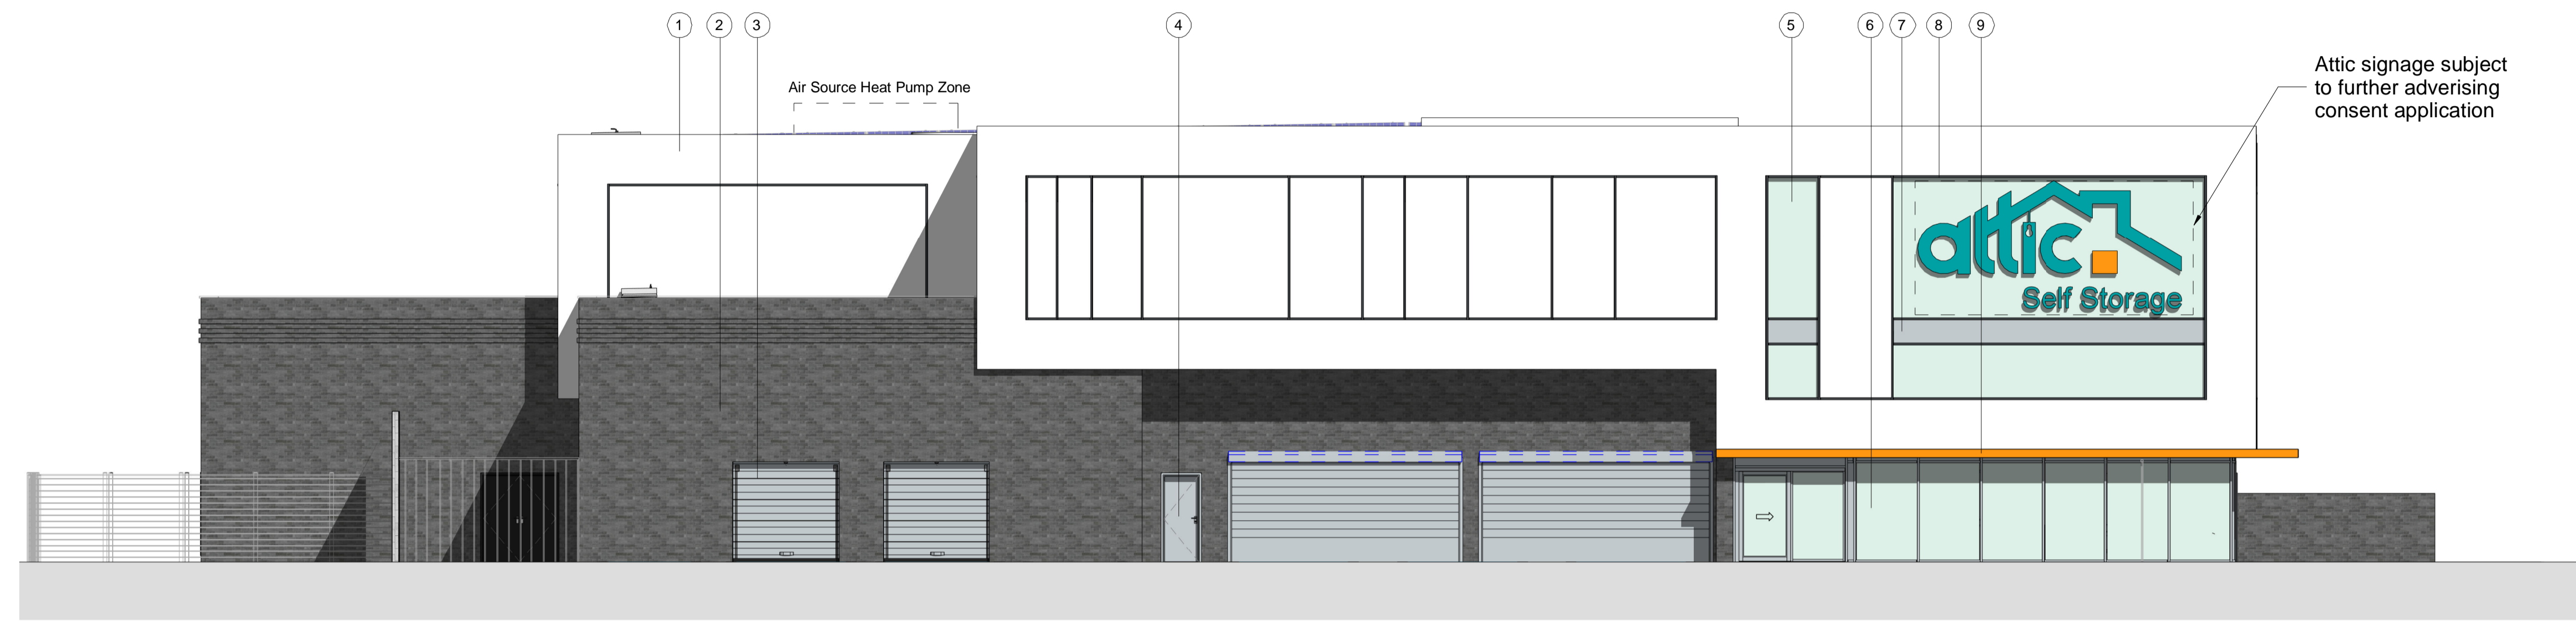 1 2 3 4 5 6 7 8 9
Air Source Heat Pump Zone
Attic signage subject
to further adverising
consent application
attic
Self Storage